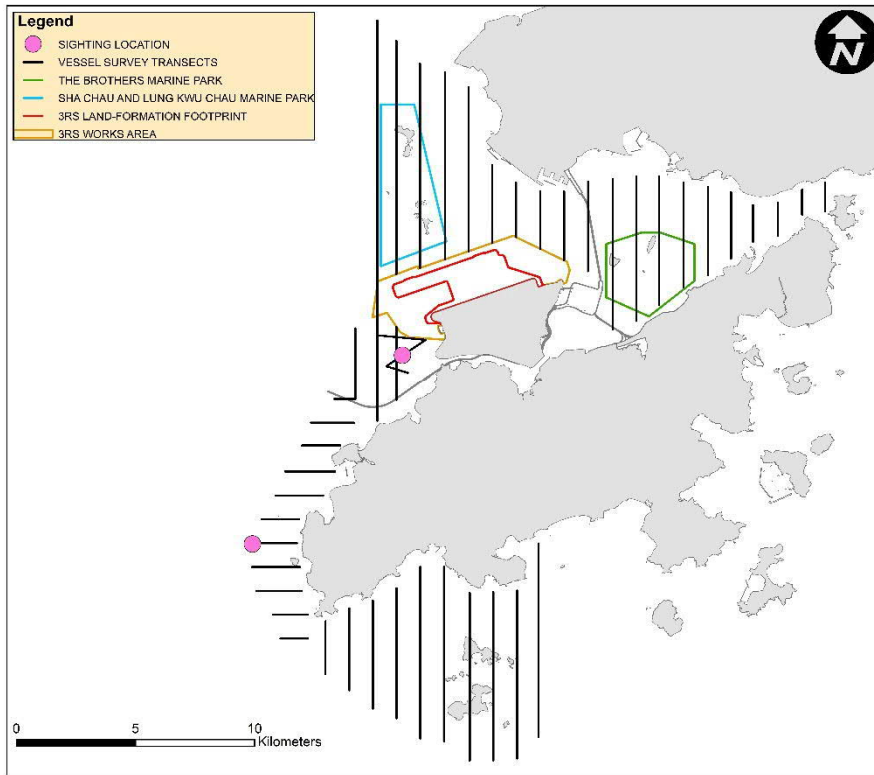 Legend
SIGHTING LOCATION
VESSEL SURVEY TRANSECTS
THE BROTHERS MARINE PARK
SHA CHAU AND LUNG KWU CHAU MARINE PARK
3RS LAND-FORMATION FOOTPRINT
3RS WORKS AREA
N
0 5 10
Kilometers